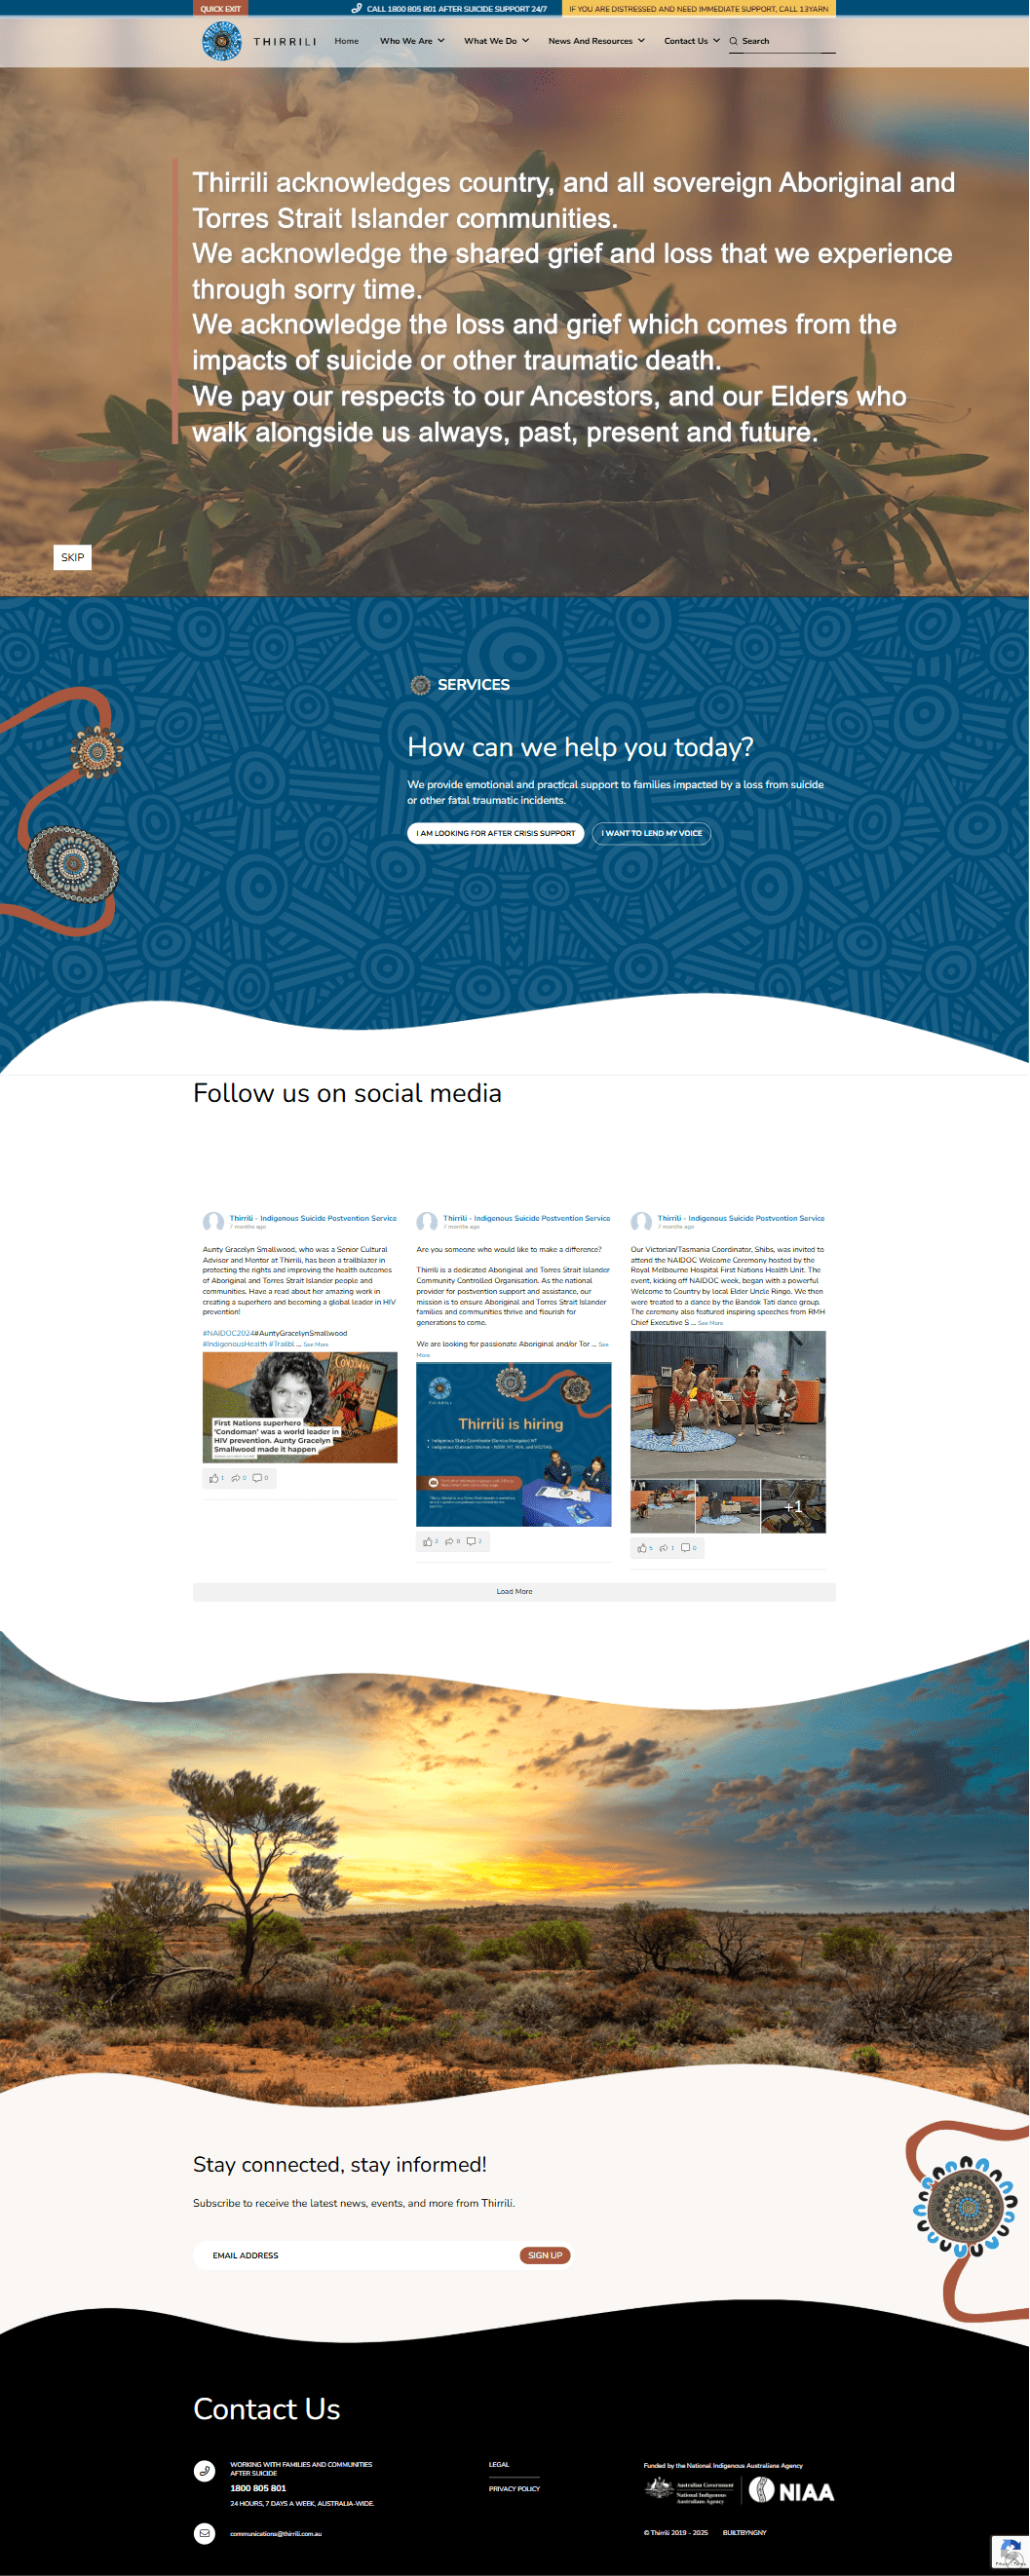 QUICK EXIT
CALL 1800 805 801 AFTER SUICIDE SUPPORT 24/7
IF YOU ARE DISTRESSED AND NEED IMMEDIATE SUPPORT, CALL 13YARN
THIRRILI
Home
Who We Are
What We Do
News And Resources
Contact Us
Search
Thirrili acknowledges country, and all sovereign Aboriginal and
Torres Strait Islander communities.
We acknowledge the shared grief and loss that we experience
through sorry time.
We acknowledge the loss and grief which comes from the
impacts of suicide or other traumatic death.
We pay our respects to our Ancestors, and our Elders who
walk alongside us always, past, present and future.
SKIP
SERVICES
How can we help you today?
We provide emotional and practical support to families impacted by a loss from suicide
or other fatal traumatic incidents.
I AM LOOKING FOR AFTER CRISIS SUPPORT
I WANT TO LEND MY VOICE
Follow us on social media
Thirrili - Indigenous Suicide Postvention Service
7 months ago
Aunty Gracelyn Smallwood, who was a Senior Cultural
Advisor and Mentor at Thirrili, has been a trailblazer in
protecting the rights and improving the health outcomes
of Aboriginal and Torres Strait Islander people and
communities. Have a read about her amazing work in
creating a superhero and becoming a global leader in HIV
prevention!
#NAIDOC2024#AuntyGracelynSmallwood
#IndigenousHealth #Trailbl ... See More
CONDOMAN
First Nations superhero
'Condoman' was a world leader in
HIV prevention. Aunty Gracelyn
Smallwood made it happen
1
0
0
Thirrili - Indigenous Suicide Postvention Service
7 months ago
Are you someone who would like to make a difference?
Thirrili is a dedicated Aboriginal and Torres Strait Islander
Community Controlled Organisation. As the national
provider for postvention support and assistance, our
mission is to ensure Aboriginal and Torres Strait Islander
families and communities thrive and flourish for
generations to come.
We are looking for passionate Aboriginal and/or Tor ... See
More
THIRRILI
Thirrili is hiring
Indigenous State Coordinator (Service Navigator) NT
Indigenous Outreach Worker - NSW, NT, WA, and VIC/TAS.
2
Thirrili - Indigenous Suicide Postvention Service
7 months ago
Our Victorian/Tasmania Coordinator, Shibs, was invited to
attend the NAIDOC Welcome Ceremony hosted by the
Royal Melbourne Hospital First Nations Health Unit. The
event, kicking off NAIDOC week, began with a powerful
Welcome to Country by local Elder Uncle Ringo. We then
were treated to a dance by the Bandok Tati dance group.
The ceremony also featured inspiring speeches from RMH
Chief Executive S ... See More
+1
5
1
0
Load More
Stay connected, stay informed!
Subscribe to receive the latest news, events, and more from Thirrili.
EMAIL ADDRESS
SIGN UP
Contact Us
WORKING WITH FAMILIES AND COMMUNITIES
AFTER SUICIDE
1800 805 801
24 HOURS, 7 DAYS A WEEK, AUSTRALIA-WIDE.
communications@thirrili.com.au
LEGAL
PRIVACY POLICY
Funded by the National Indigenous Australians Agency
Australian Government
National Indigenous
Australians Agency
NIAA
© Thirrili 2019 - 2025
BUILTBYNGNY